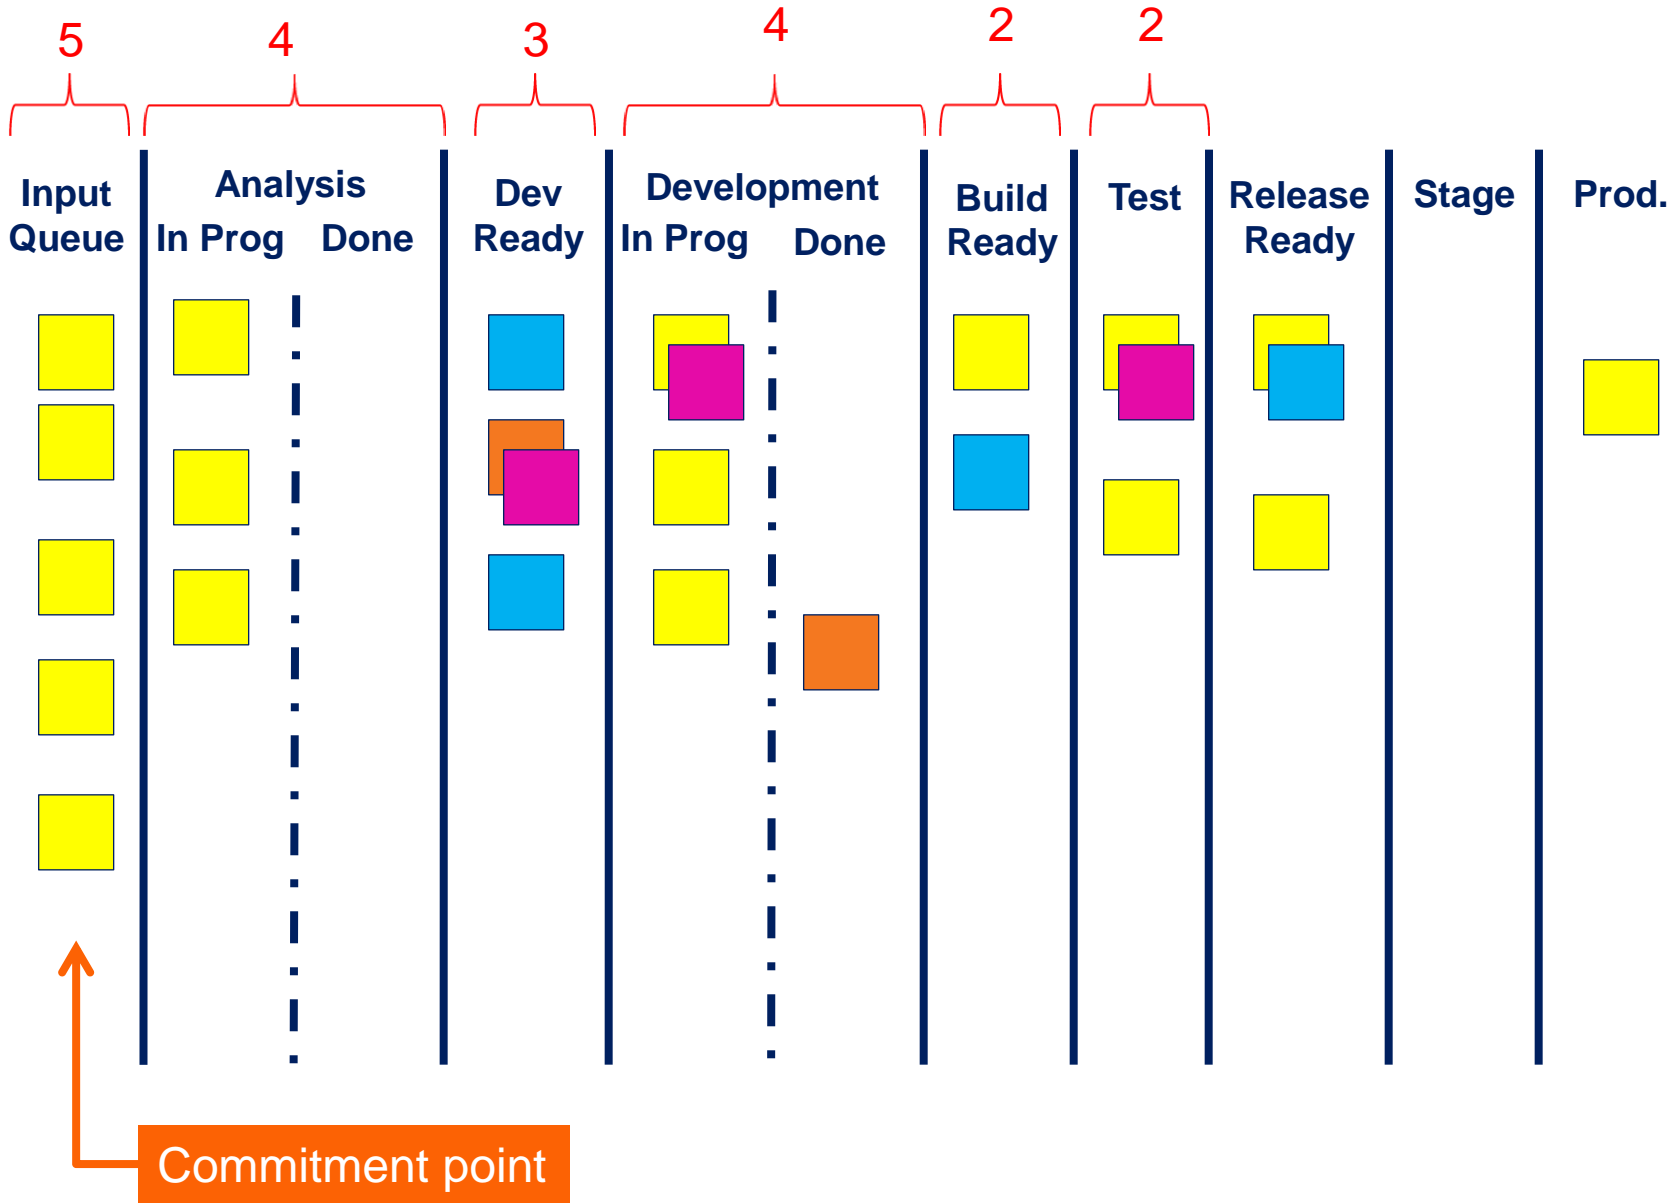 5 4 3 4 2 2
Input
Queue
Analysis
In Prog Done
Dev
Ready
Development
In Prog Done
Build
Ready
Test
Release
Ready
Stage
Prod.
Commitment point